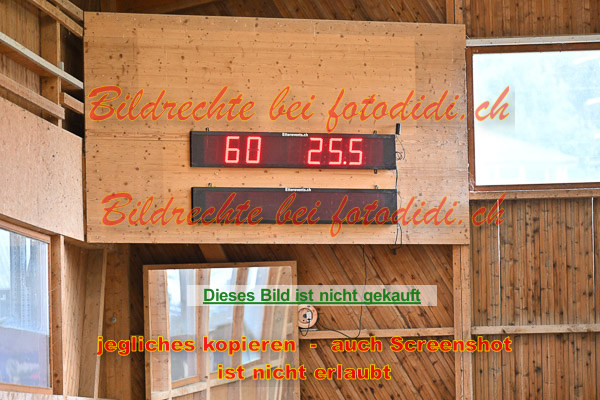 Bildrechte bei fotodidi.ch
60 25.5
Bildrechte bei fotodidi.ch
Dieses Bild ist nicht gekauft
jegliches kopieren - auch Screenshot
ist nicht erlaubt